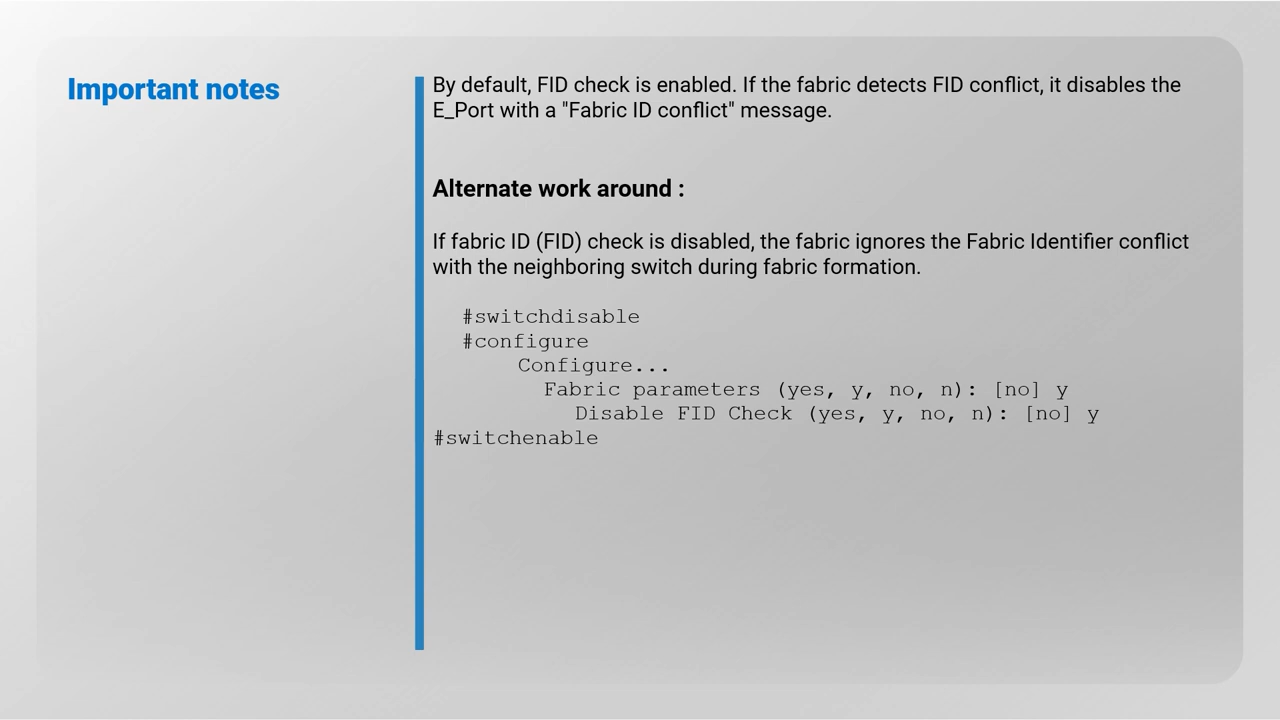 Important notes
By default, FID check is enabled. If the fabric detects FID conflict, it disables the
E_Port with a "Fabric ID conflict" message.
Alternate work around :
If fabric ID (FID) check is disabled, the fabric ignores the Fabric Identifier conflict
with the neighboring switch during fabric formation.
#switchdisable
#configure
Configure...
Fabric parameters (yes, y, no, n): [no] y
Disable FID Check (yes, y, no, n): [no] y
#switchenable